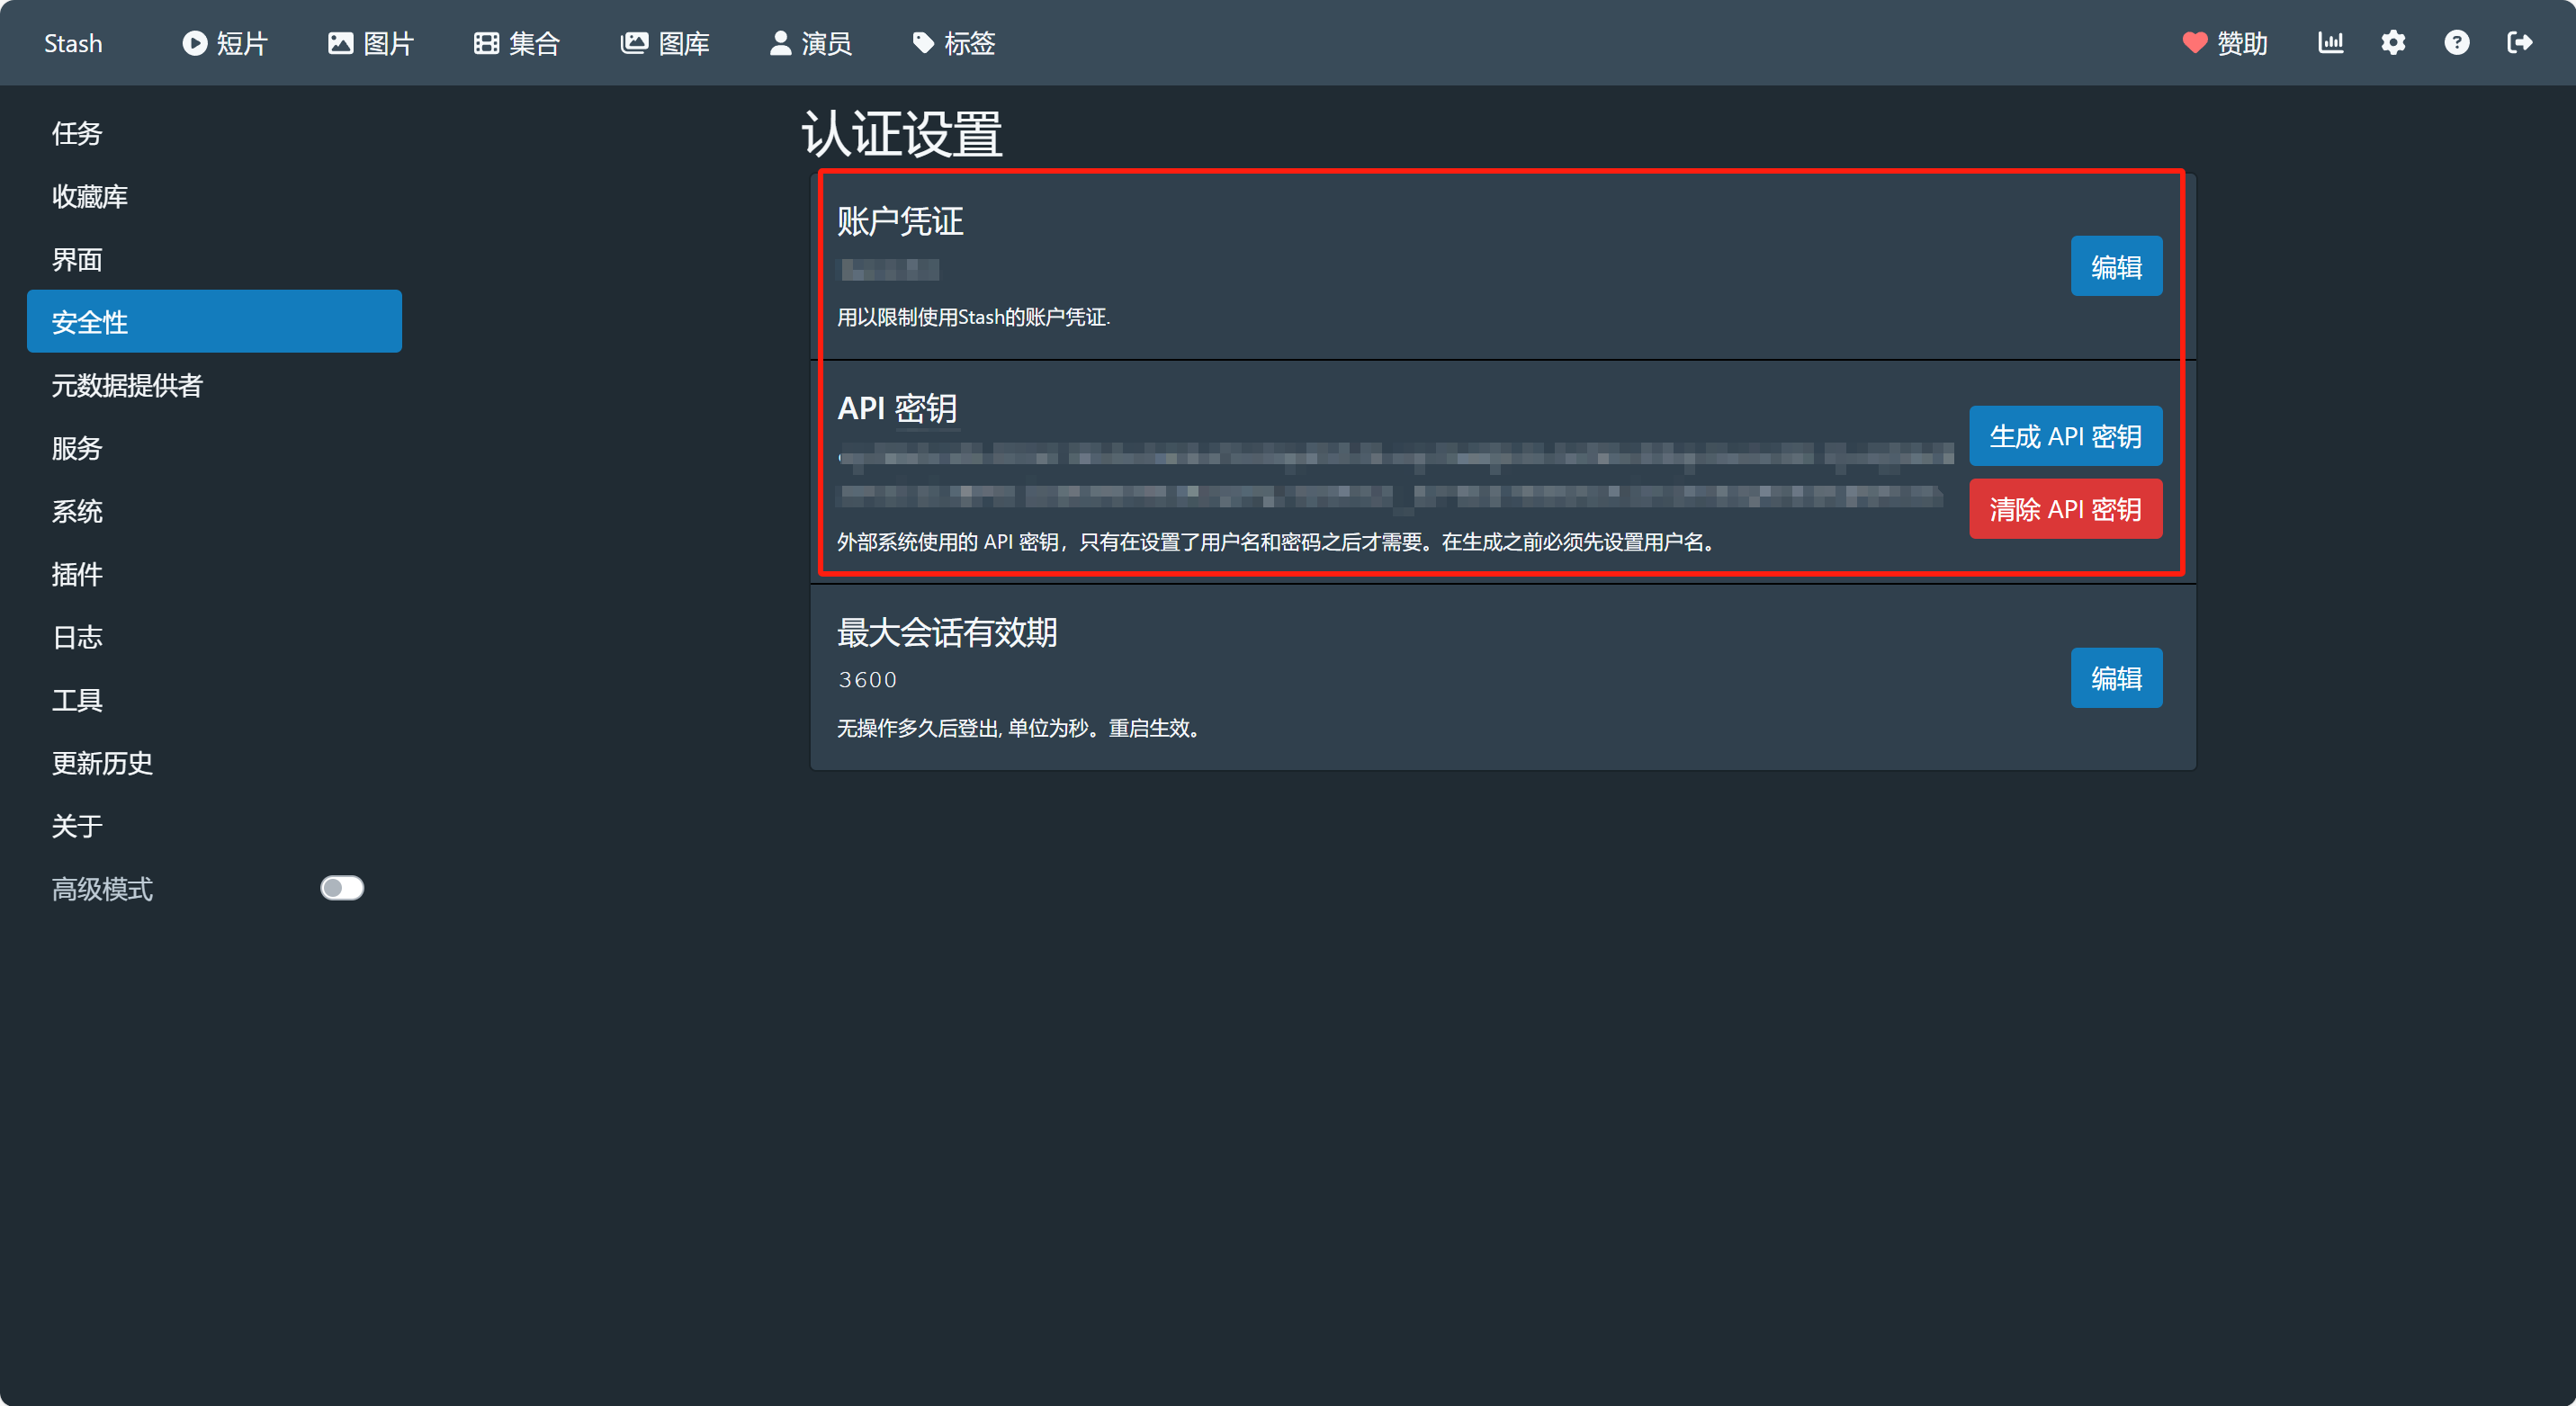 Stash
短片
图片
集合
图库
演员
标签
赞助
任务
收藏库
界面
安全性
元数据提供者
服务
系统
插件
日志
工具
更新历史
关于
高级模式
认证设置
账户凭证
编辑
用以限制使用Stash的账户凭证.
API 密钥
生成 API 密钥
清除 API 密钥
外部系统使用的 API 密钥，只有在设置了用户名和密码之后才需要。在生成之前必须先设置用户名。
最大会话有效期
3600
编辑
无操作多久后登出, 单位为秒。重启生效。